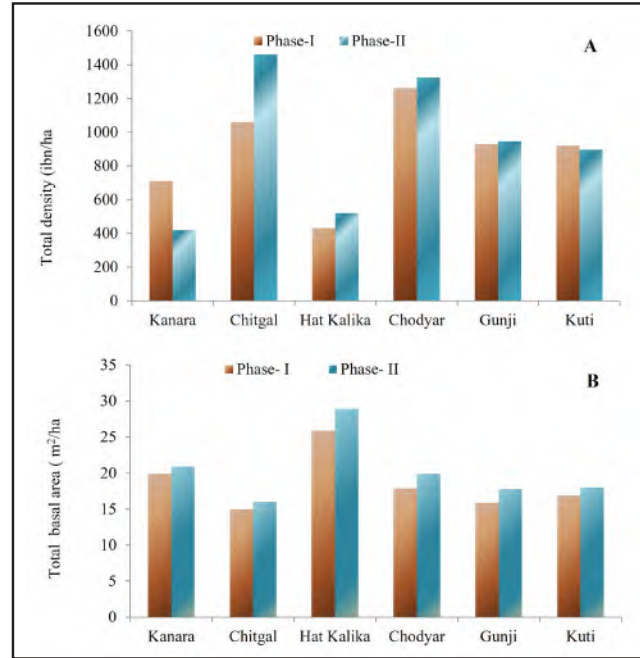 1600
1400
1200
1000
800
600
400
200
0
Total density (ibn/ha
Phase-I Phase-II
A
Kanara Chitgal Hat Kalika Chodyar Gunji Kuti
35
30
25
20
15
10
5
0
Total basal area ( m²/ha
Phase- I Phase- II
B
Kanara Chitgal Hat Kalika Chodyar Gunji Kuti